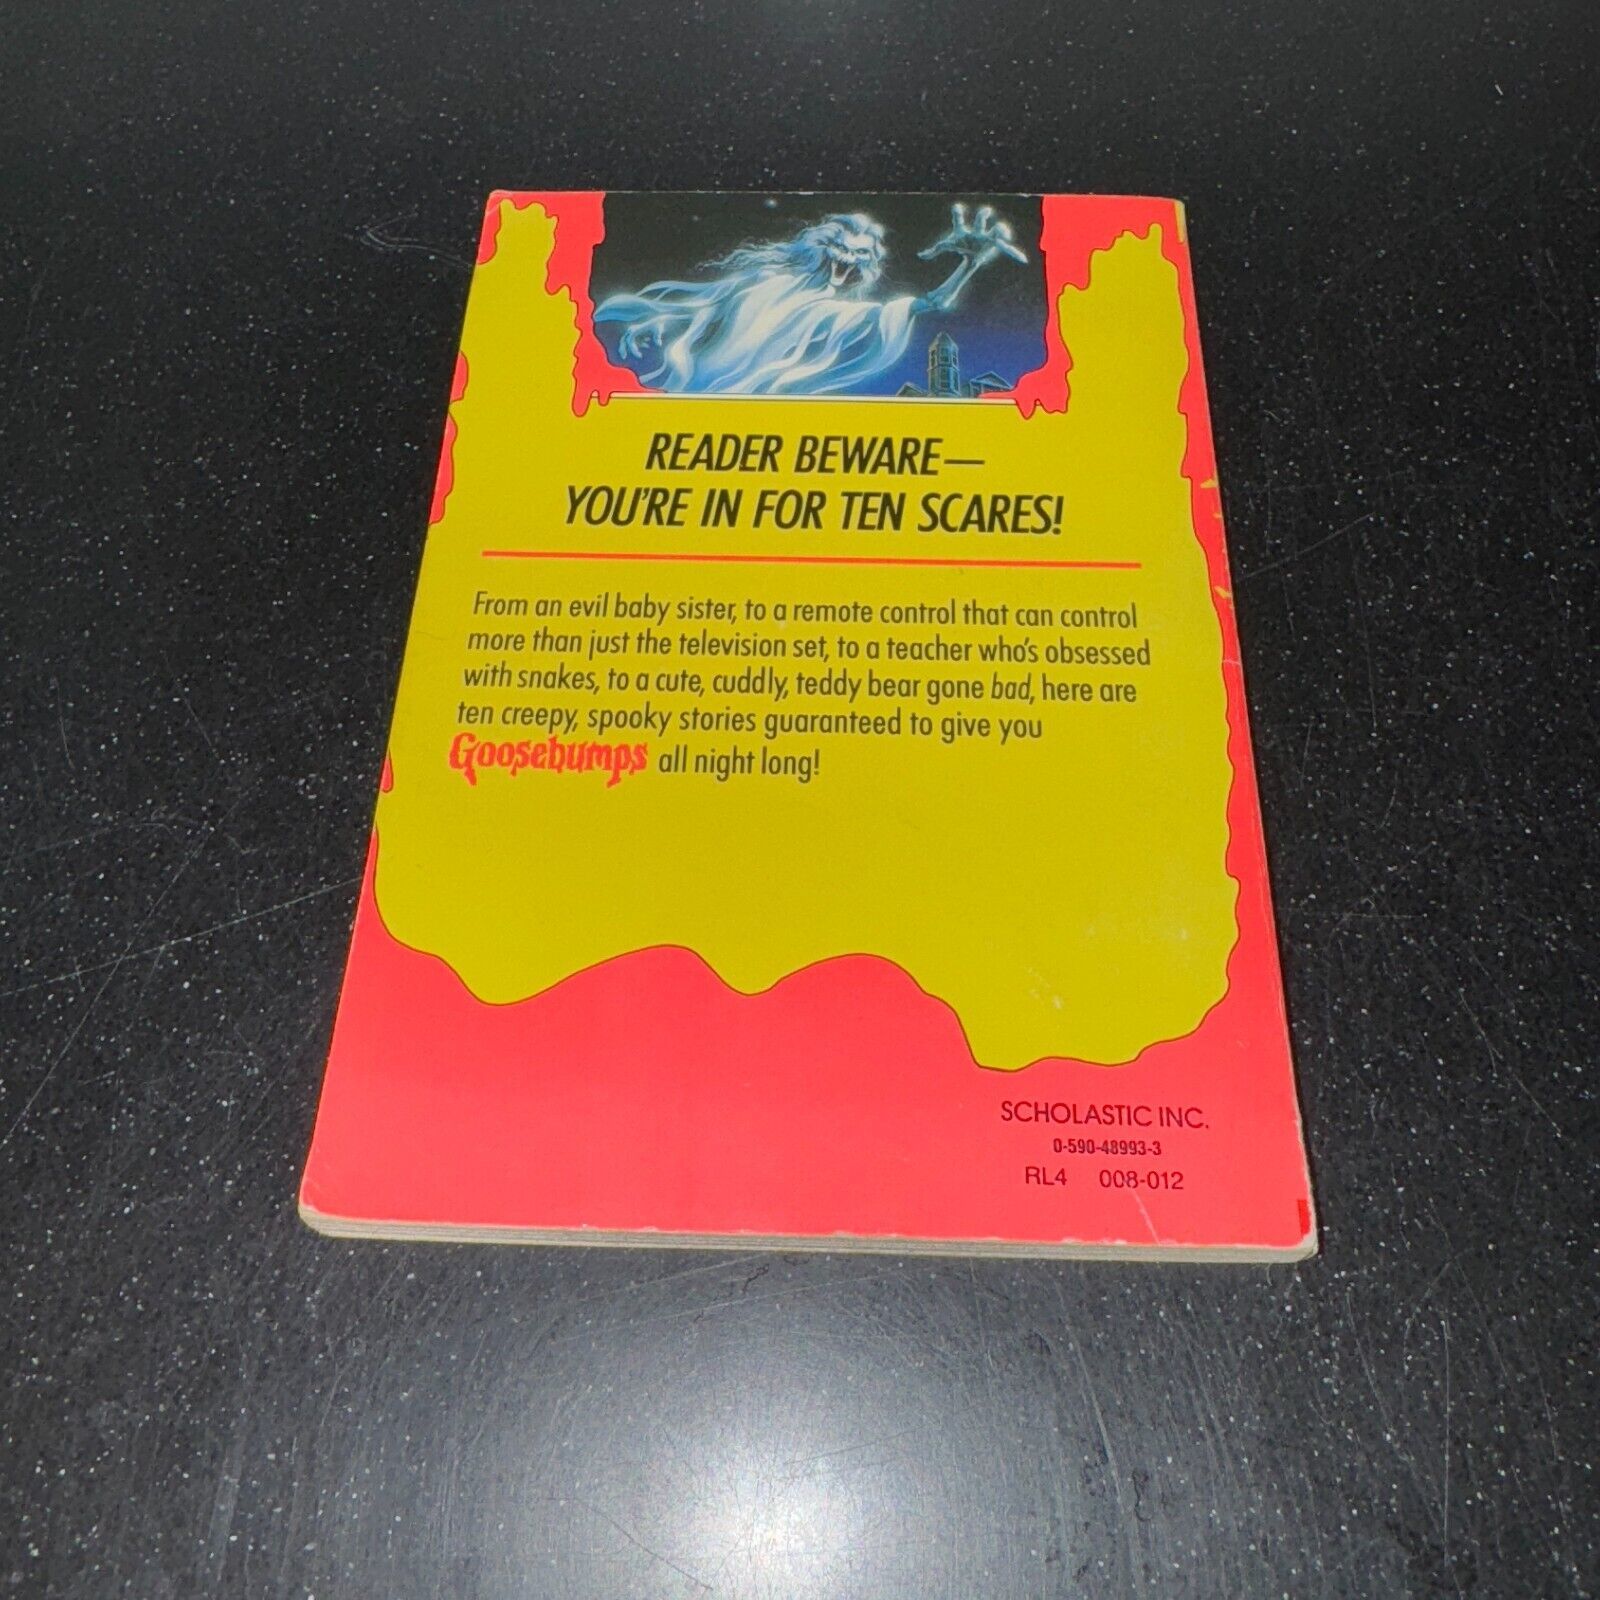 READER BEWARE—
YOU'RE IN FOR TEN SCARES!
From an evil baby sister, to a remote control that can control
more than just the television set, to a teacher who's obsessed
with snakes, to a cute, cuddly, teddy bear gone bad, here are
ten creepy, spooky stories guaranteed to give you
Goosebumps all night long!
SCHOLASTIC INC.
0-590-48993-3
RL4 008-012